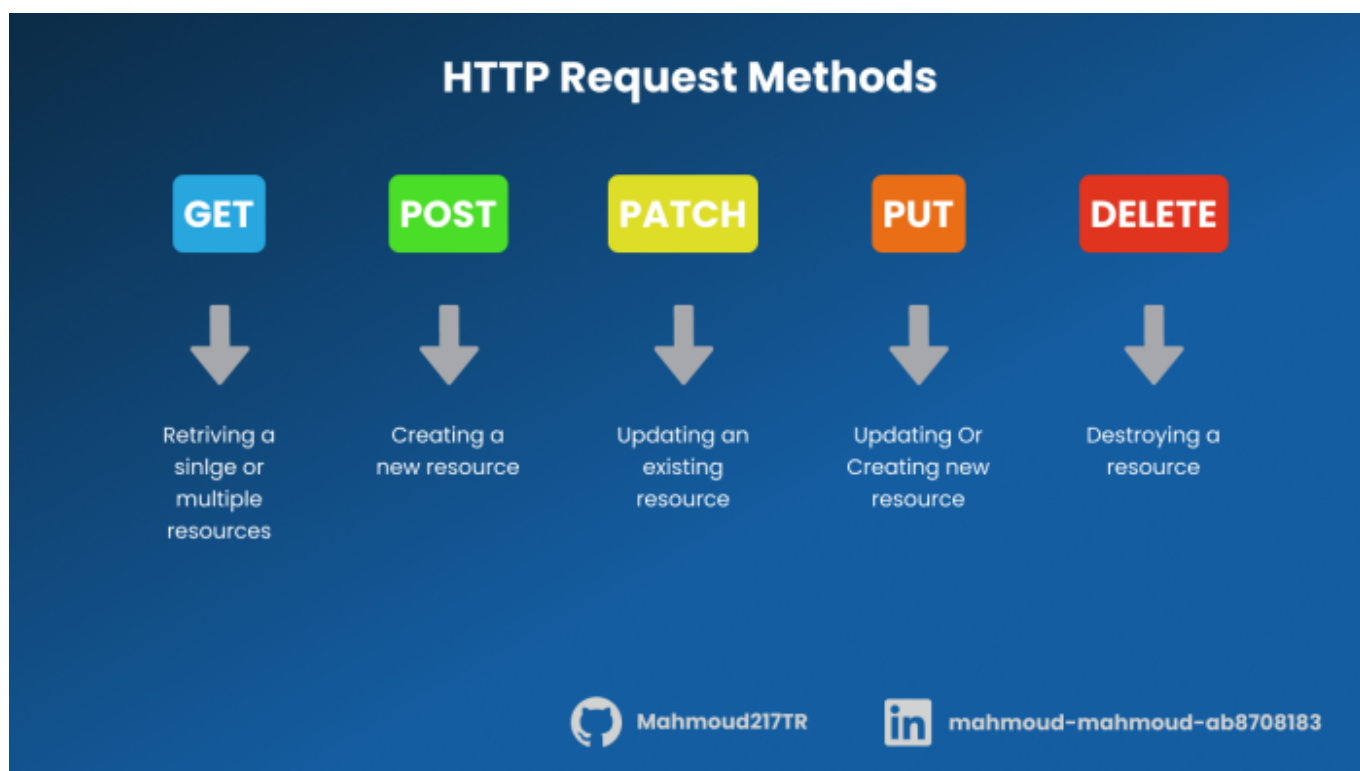 HTTP Request Methods
GET
POST
PATCH
PUT
DELETE
Retriving a
sinlge or
multiple
resources
Creating a
new resource
Updating an
existing
resource
Updating Or
Creating new
resource
Destroying a
resource
Mahmoud217TR
mahmoud-mahmoud-ab8708183